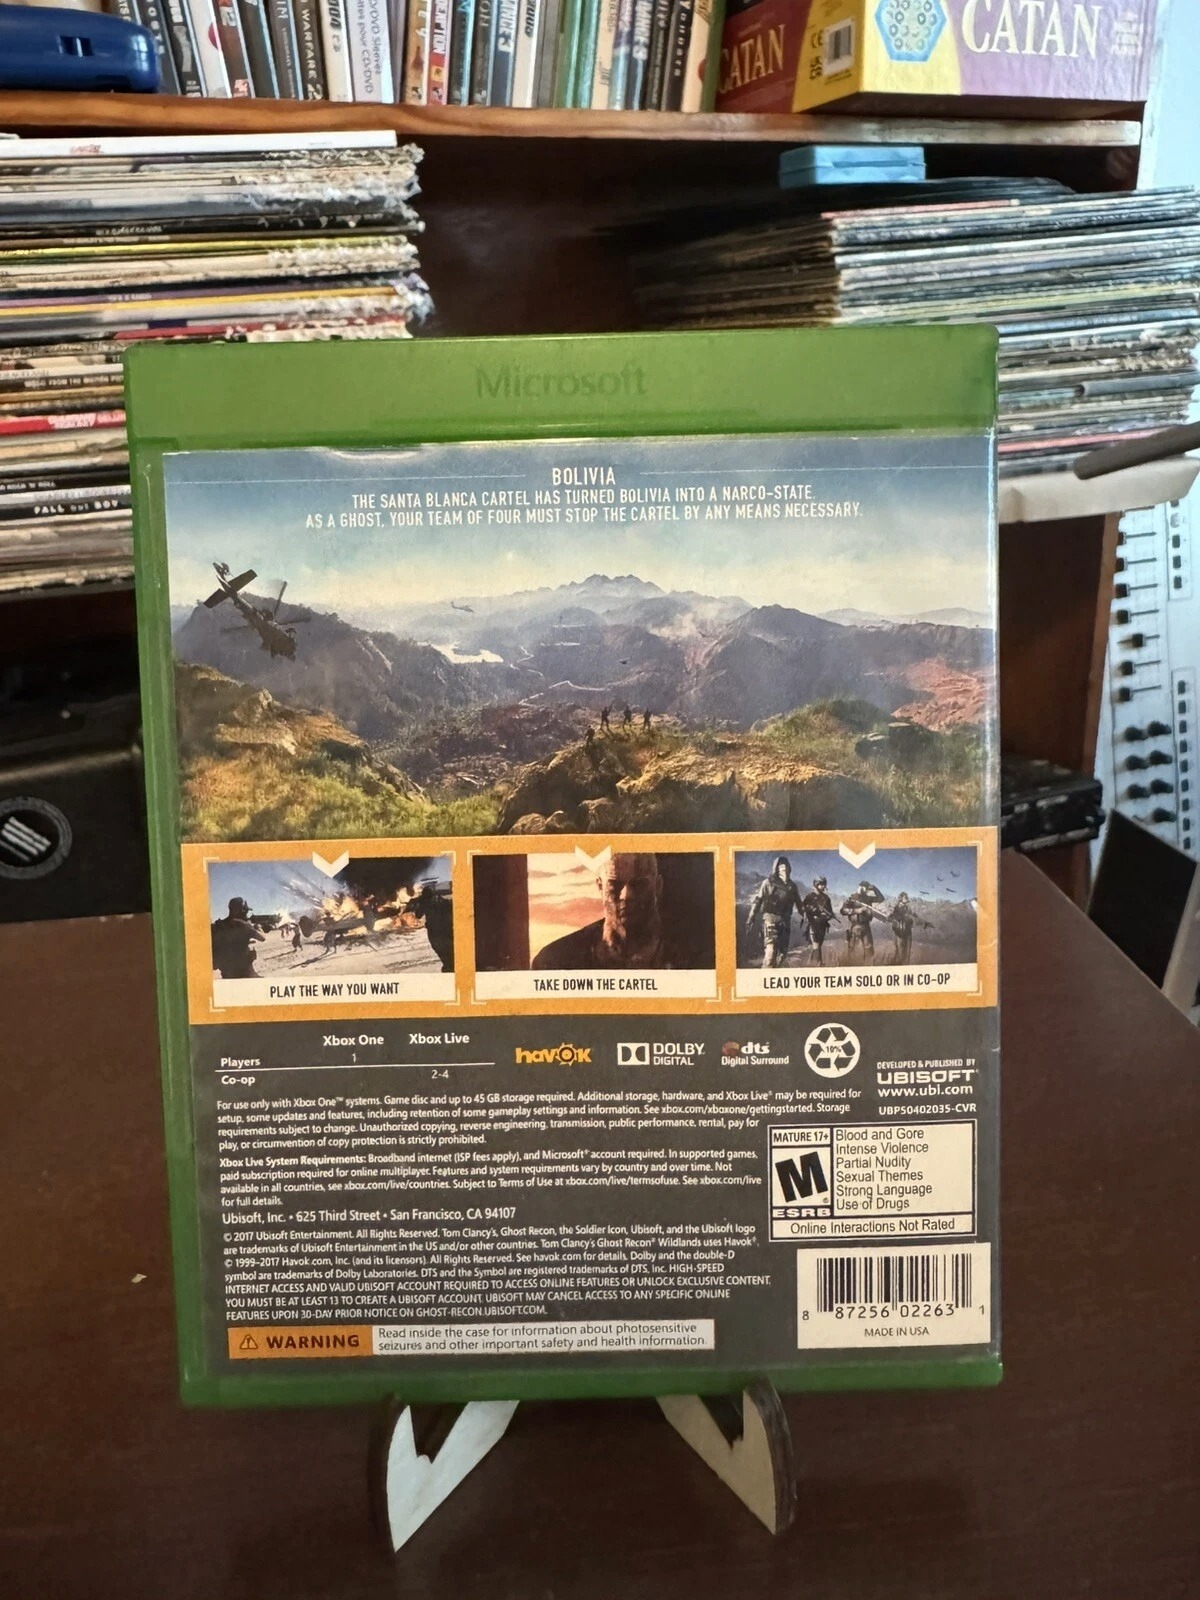 WARFARE 2
CATAN
CATAN
FALL OUT BOY
Microsoft
BOLIVIA
THE SANTA BLANCA CARTEL HAS TURNED BOLIVIA INTO A NARCO-STATE.
AS A GHOST, YOUR TEAM OF FOUR MUST STOP THE CARTEL BY ANY MEANS NECESSARY.
PLAY THE WAY YOU WANT
TAKE DOWN THE CARTEL
LEAD YOUR TEAM SOLO OR IN CO-OP
Xbox One Xbox Live
Players 1
Co-op 2-4
havok
DOLBY
DIGITAL
dts
Digital Surround
10%
DEVELOPED & PUBLISHED BY
UBISOFT
www.ubi.com
UBP50402035-CVR
For use only with Xbox One™ systems. Game disc and up to 45 GB storage required. Additional storage, hardware, and Xbox Live® may be required for
setup, some updates and features, including retention of some gameplay settings and information. See xbox.com/xboxone/gettingstarted. Storage
requirements subject to change. Unauthorized copying, reverse engineering, transmission, public performance, rental, pay for
play, or circumvention of copy protection is strictly prohibited.
Xbox Live System Requirements: Broadband internet (ISP fees apply), and Microsoft® account required. In supported games,
paid subscription required for online multiplayer. Features and system requirements vary by country and over time. Not
available in all countries, see xbox.com/live/countries. Subject to Terms of Use at xbox.com/live/termsofuse. See xbox.com/live
for full details.
Ubisoft, Inc. • 625 Third Street • San Francisco, CA 94107
© 2017 Ubisoft Entertainment. All Rights Reserved. Tom Clancy's, Ghost Recon, the Soldier Icon, Ubisoft, and the Ubisoft logo
are trademarks of Ubisoft Entertainment in the US and/or other countries. Tom Clancy's Ghost Recon® Wildlands uses Havok®.
© 1999-2017 Havok.com, Inc. (and its licensors). All Rights Reserved. See havok.com for details. Dolby and the double-D
symbol are trademarks of Dolby Laboratories. DTS and the Symbol are registered trademarks of DTS, Inc. HIGH-SPEED
INTERNET ACCESS AND VALID UBISOFT ACCOUNT REQUIRED TO ACCESS ONLINE FEATURES OR UNLOCK EXCLUSIVE CONTENT.
YOU MUST BE AT LEAST 13 TO CREATE A UBISOFT ACCOUNT. UBISOFT MAY CANCEL ACCESS TO ANY SPECIFIC ONLINE
FEATURES UPON 30-DAY PRIOR NOTICE ON GHOST-RECON.UBISOFT.COM.
MATURE 17+
M
ESRB
Blood and Gore
Intense Violence
Partial Nudity
Sexual Themes
Strong Language
Use of Drugs
Online Interactions Not Rated
8 87256 02263 1
MADE IN USA
WARNING
Read inside the case for information about photosensitive
seizures and other important safety and health information.